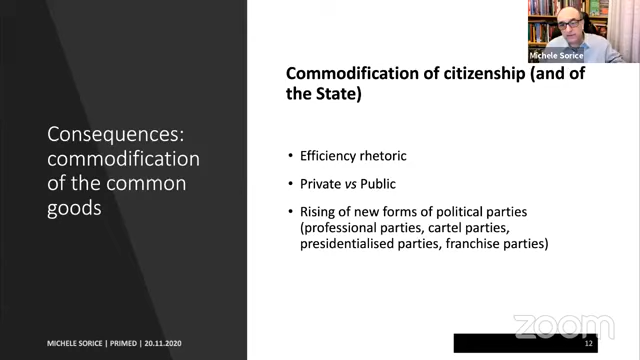 Michele Sorice
Commodification of citizenship (and of
the State)
Consequences:
commodification
of the common
goods
• Efficiency rhetoric
• Private vs Public
• Rising of new forms of political parties
(professional parties, cartel parties,
presidentialised parties, franchise parties)
MICHELE SORICE | PRIMED | 20.11.2020
12
zoom